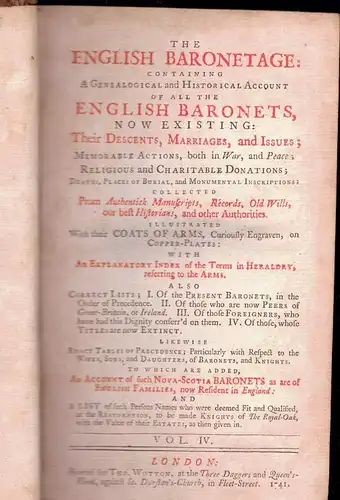 THE
ENGLISH BARONETAGE:
CONTAINING
A GENEALOGICAL and HISTORICAL ACCOUNT
OF ALL THE
ENGLISH BARONETS,
NOW EXISTING:
Their DESCENTS, MARRIAGES, and ISSUES;
MEMORABLE ACTIONS, both in War, and Peace;
RELIGIOUS and CHARITABLE DONATIONS;
DEATHS, PLACES OF BURIAL, and MONUMENTAL INSCRIPTIONS:
COLLECTED
From Authentick Manuscripts, Records, Old Wills,
our best Historians, and other Authorities.
ILLUSTRATED
With their COATS OF ARMS, Curiously Engraven, on
COPPER-PLATES:
WITH
An EXPLANATORY INDEX of the Terms in HERALDRY,
referring to the ARMS.
ALSO
CORRECT LISTS; I. Of the PRESENT BARONETS, in the
Order of Precedence. II. Of those who are now PEERS of
Great-Britain, or Ireland. III. Of those FOREIGNERS, who
have had this Dignity conferr'd on them. IV. Of those, whose
TITLES are now EXTINCT.
LIKEWISE
EXACT TABLES of PRECEDENCE; Particularly with Respect to the
WIVES, SONS, and DAUGHTERS, of BARONETS, and KNIGHTS.
TO WHICH ARE ADDED,
An ACCOUNT of such NOVA-SCOTIA BARONETS as are of
ENGLISH FAMILIES, now Resident in England:
AND
A LIST of such Persons Names who were deemed Fit and Qualified,
at the RESTORATION, to be made KNIGHTS of The Royal-Oak,
with the Value of their ESTATES, as then given in.
VOL. IV.
LONDON:
Printed for THO. WOTTON, at the Three Daggers and Queen's-
Head, against St. Dunstan's-Church, in Fleet-Street. 1741.